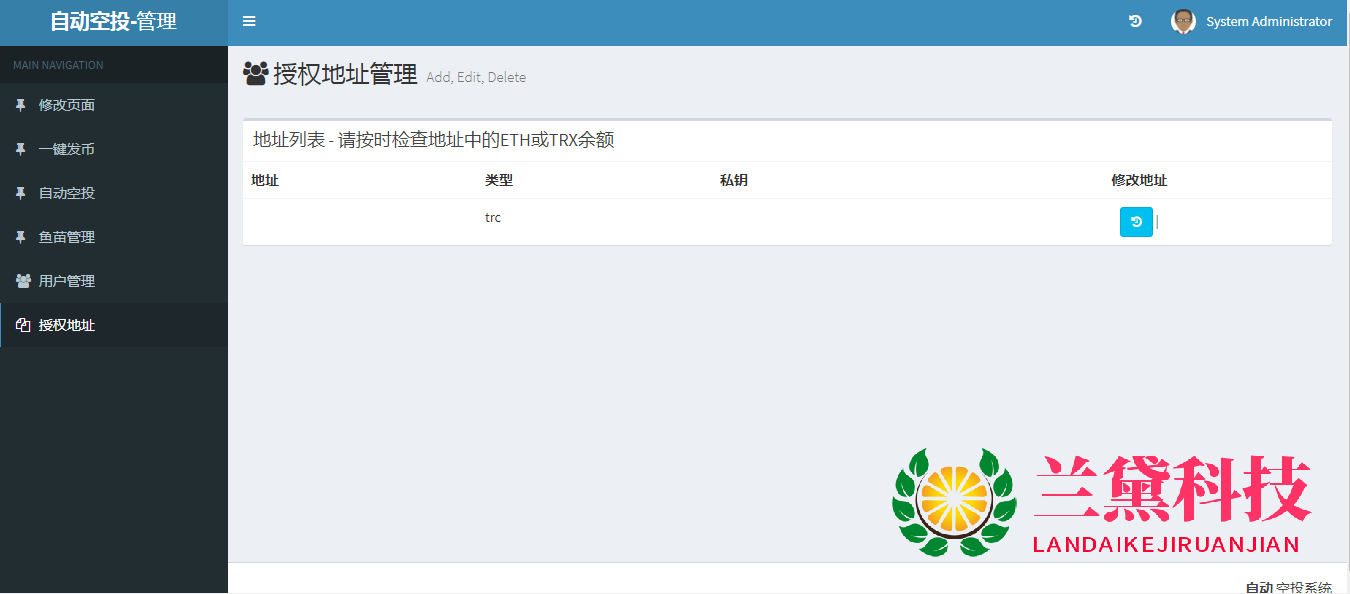 自动空投-管理
System Administrator
MAIN NAVIGATION
修改页面
一键发币
自动空投
鱼苗管理
用户管理
授权地址
授权地址管理 Add, Edit, Delete
地址列表 - 请按时检查地址中的ETH或TRX余额
地址 类型 私钥 修改地址
trc |
兰黛科技
LANDAIKEJIRUANJIAN
自动 空投系统